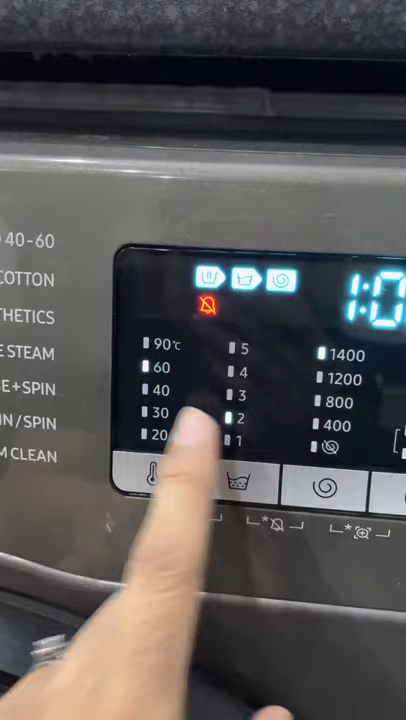 40-60
COTTON
HETICS
E STEAM
E+SPIN
IN/SPIN
M CLEAN
1:0
90℃
60
40
30
20
5
4
3
2
1
1400
1200
800
400